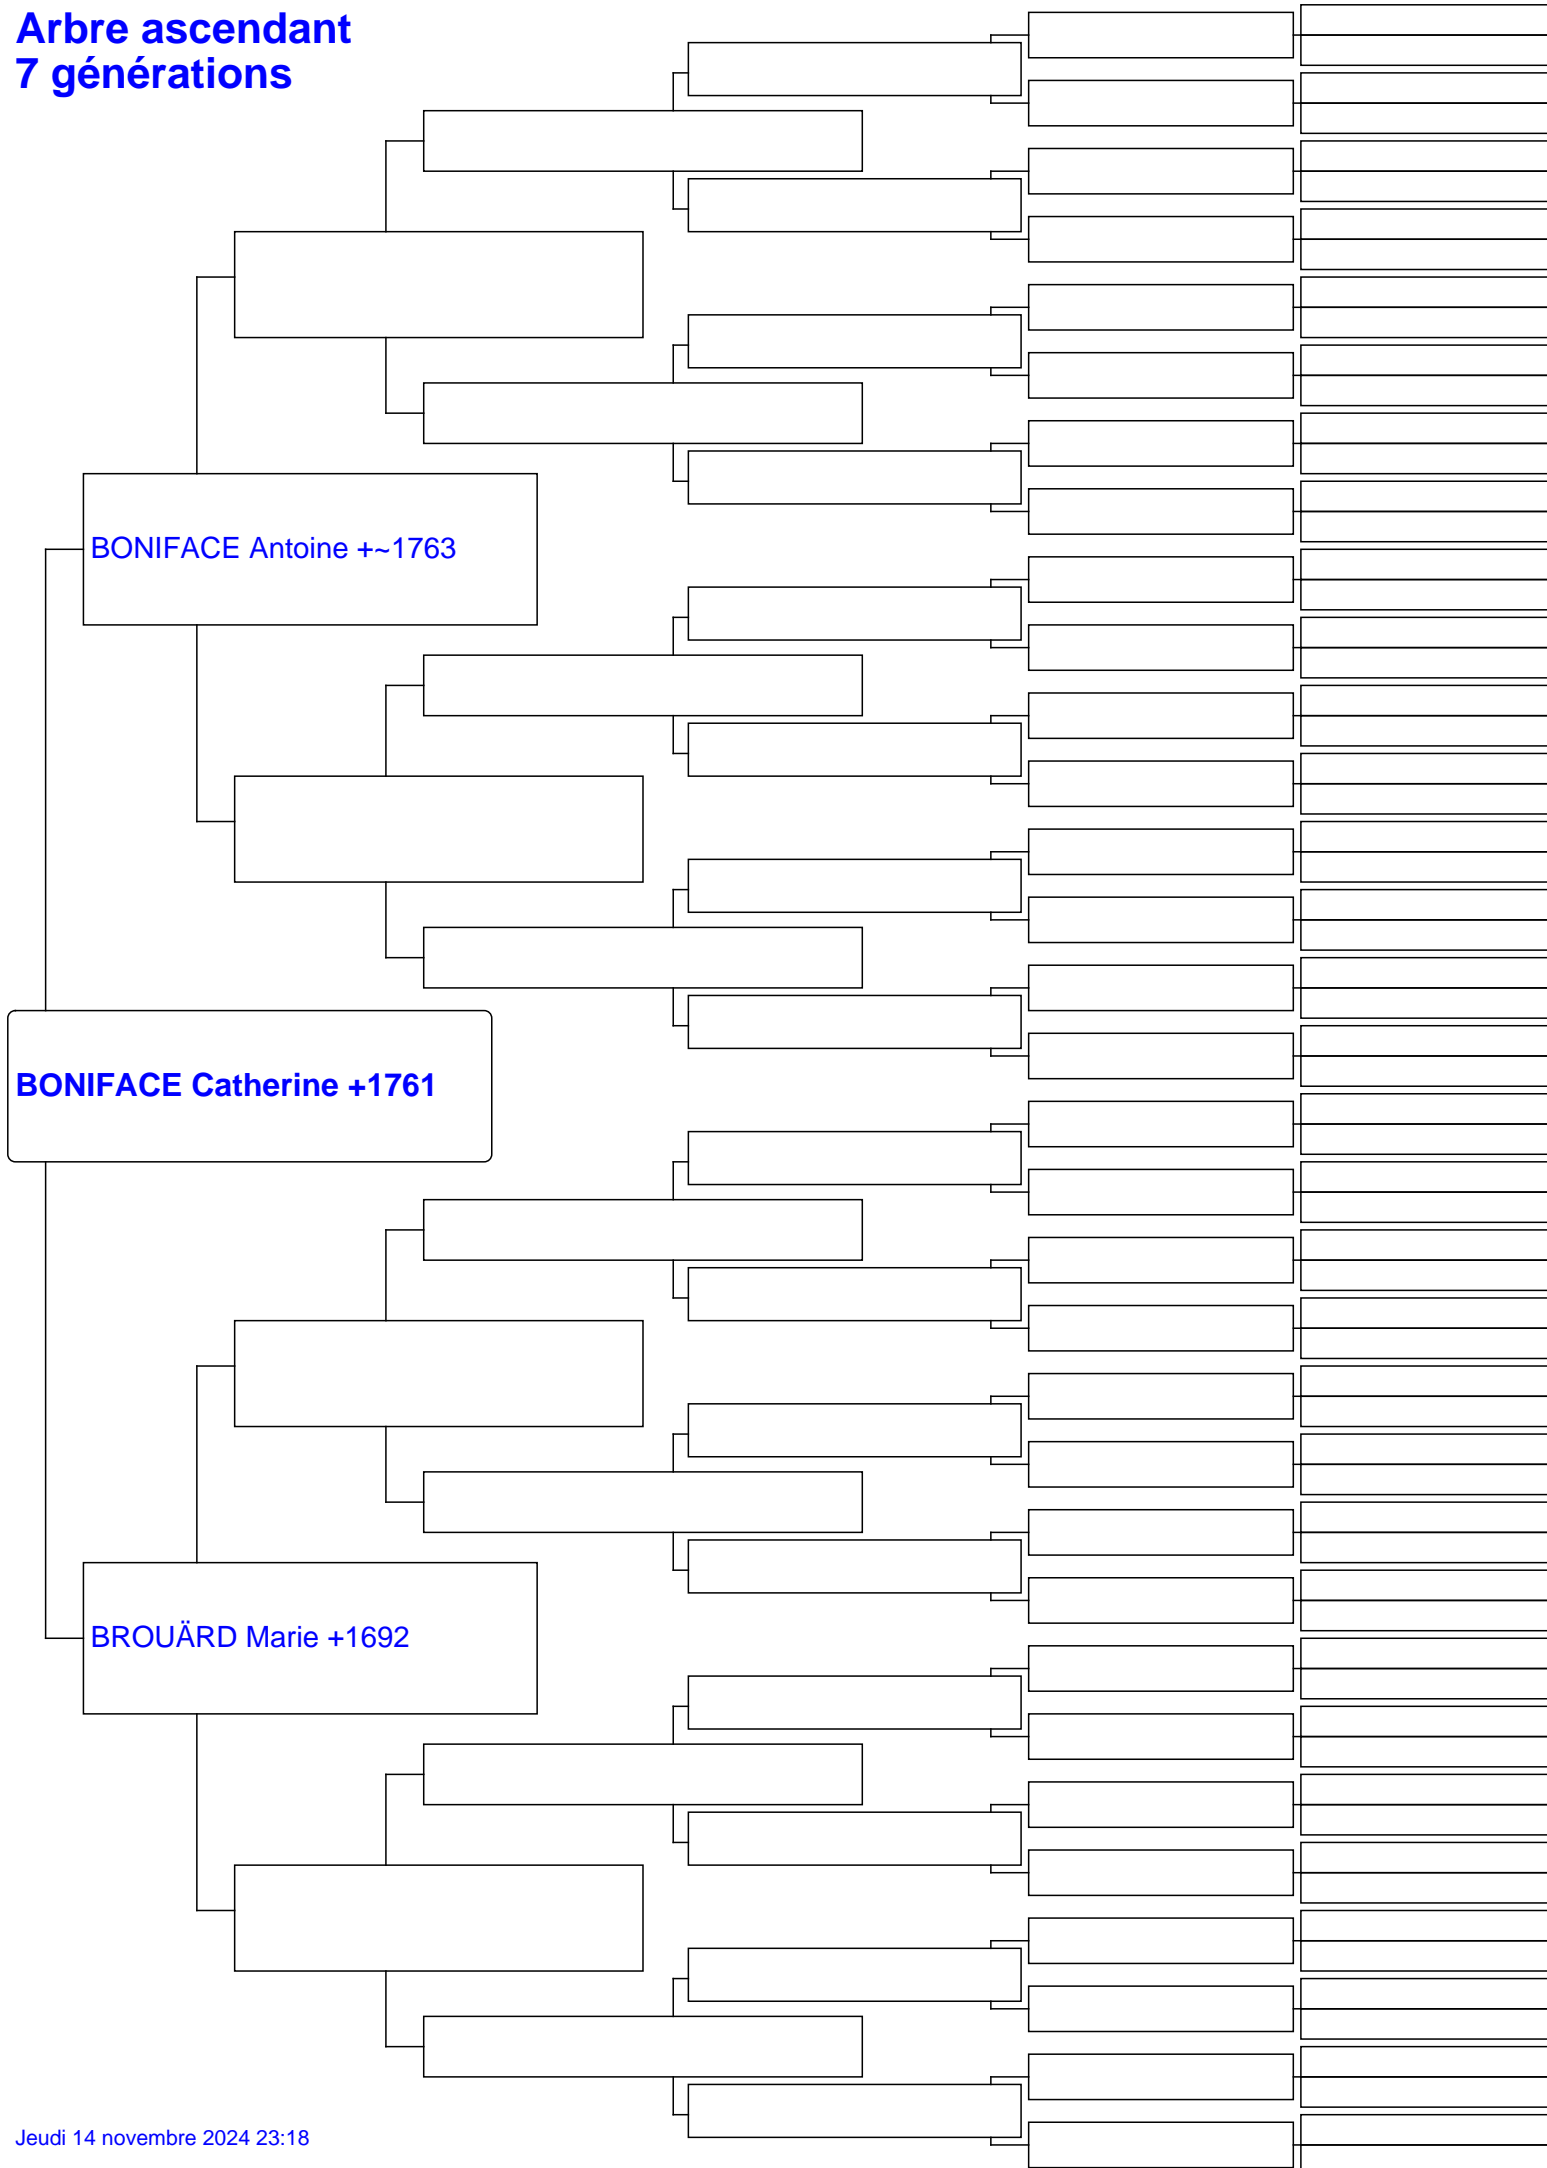 Arbre ascendant
7 générations
BONIFACE Antoine +~1763
BONIFACE Catherine +1761
BROUÄRD Marie +1692
Jeudi 14 novembre 2024 23:18